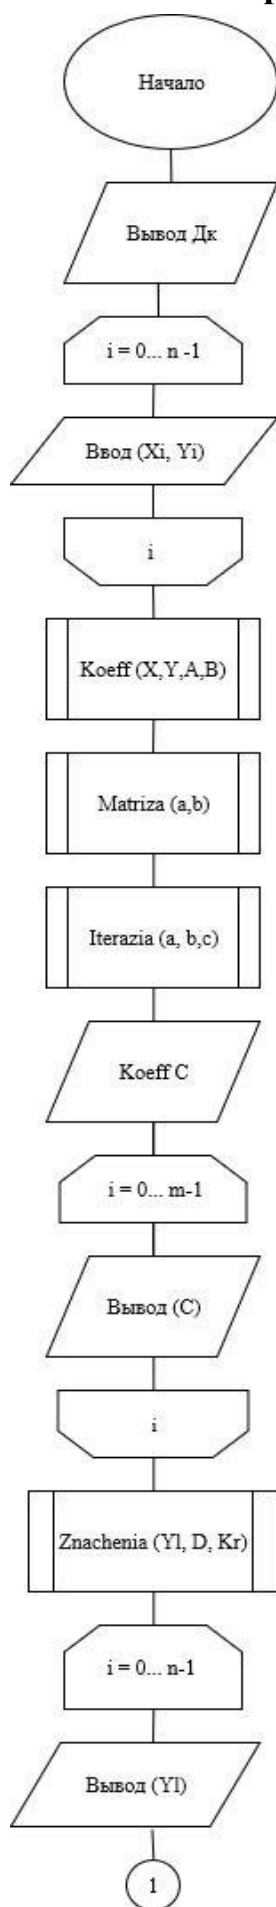 Начало
Вывод Дк
i = 0... n -1
Ввод (Xi, Yi)
i
Koeff (X,Y,A,B)
Matriza (a,b)
Iterazia (a, b,c)
Koeff C
i = 0... m-1
Вывод (C)
i
Znachenia (Yl, D, Kr)
i = 0... n-1
Вывод (Yl)
1